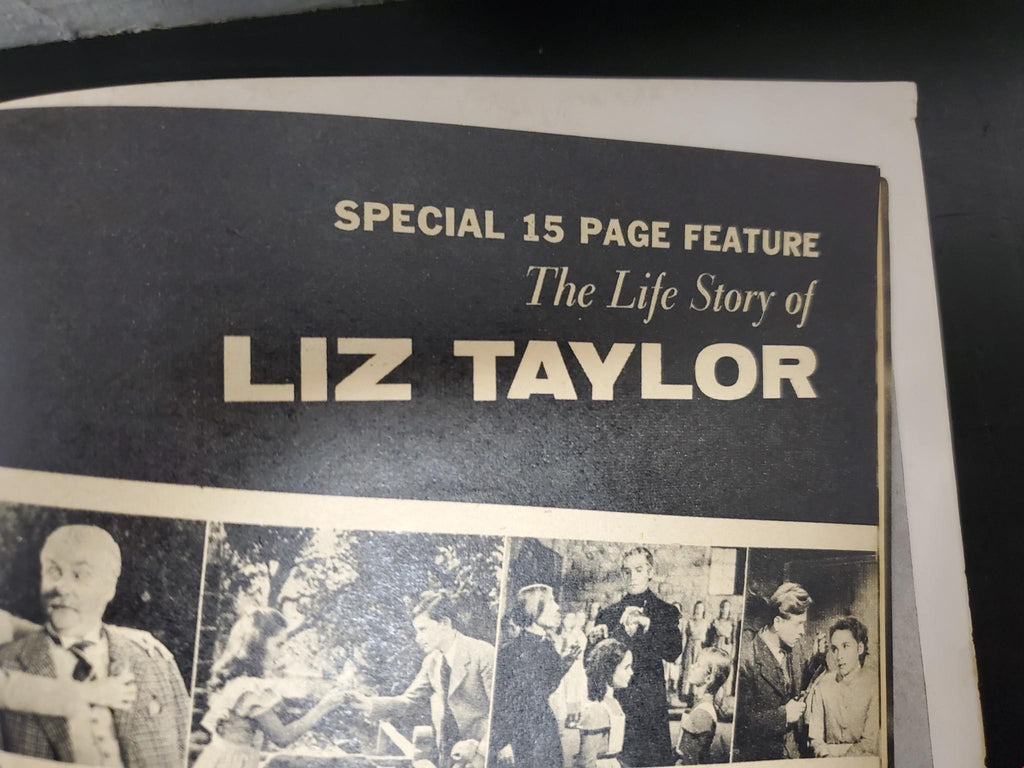 SPECIAL 15 PAGE FEATURE
The Life Story of
LIZ TAYLOR